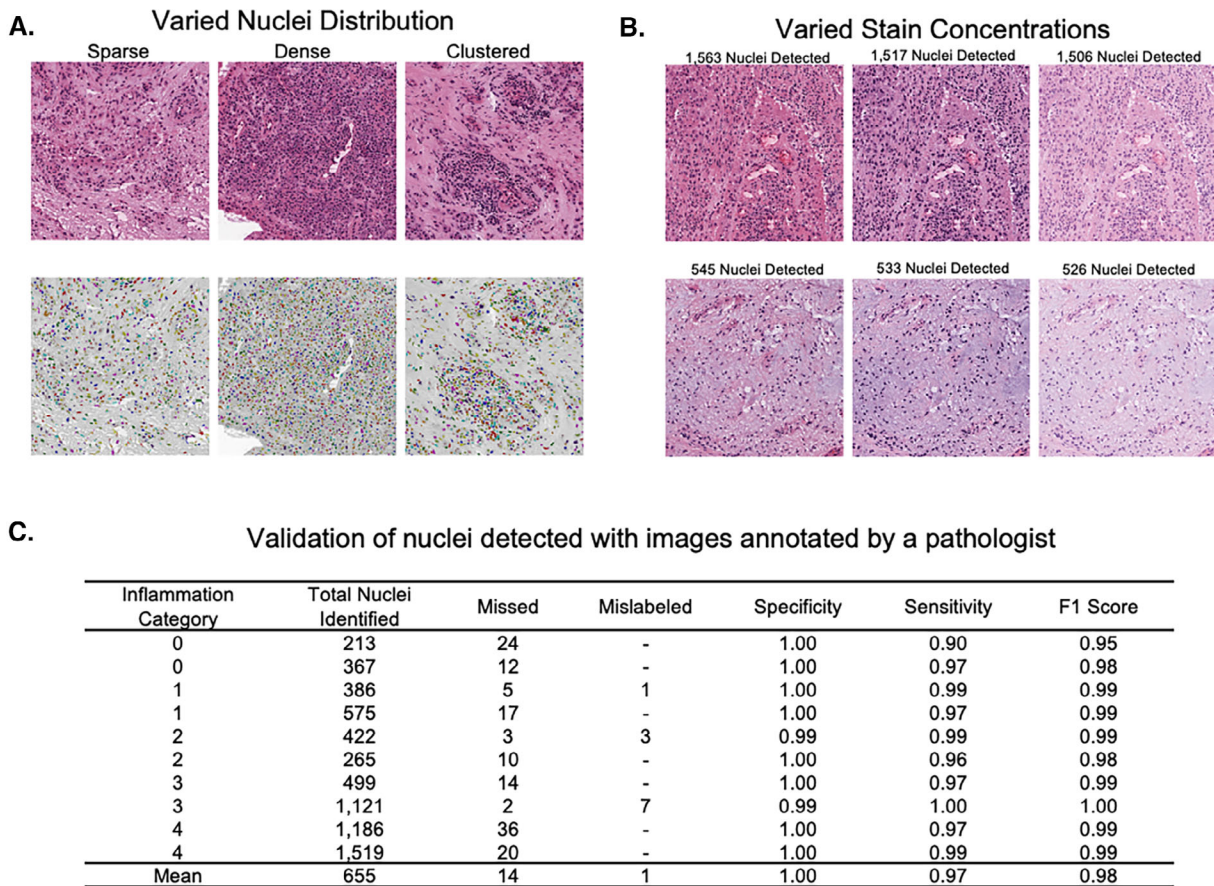 A.
Varied Nuclei Distribution
Sparse Dense Clustered
B.
Varied Stain Concentrations
1,563 Nuclei Detected 1,517 Nuclei Detected 1,506 Nuclei Detected
545 Nuclei Detected 533 Nuclei Detected 526 Nuclei Detected
C.
Validation of nuclei detected with images annotated by a pathologist
Inflammation Category Total Nuclei Identified Missed Mislabeled Specificity Sensitivity F1 Score
0 213 24 - 1.00 0.90 0.95
0 367 12 - 1.00 0.97 0.98
1 386 5 1 1.00 0.99 0.99
1 575 17 - 1.00 0.97 0.99
2 422 3 3 0.99 0.99 0.99
2 265 10 - 1.00 0.96 0.98
3 499 14 - 1.00 0.97 0.99
3 1,121 2 7 0.99 1.00 1.00
4 1,186 36 - 1.00 0.97 0.99
4 1,519 20 - 1.00 0.99 0.99
Mean 655 14 1 1.00 0.97 0.98